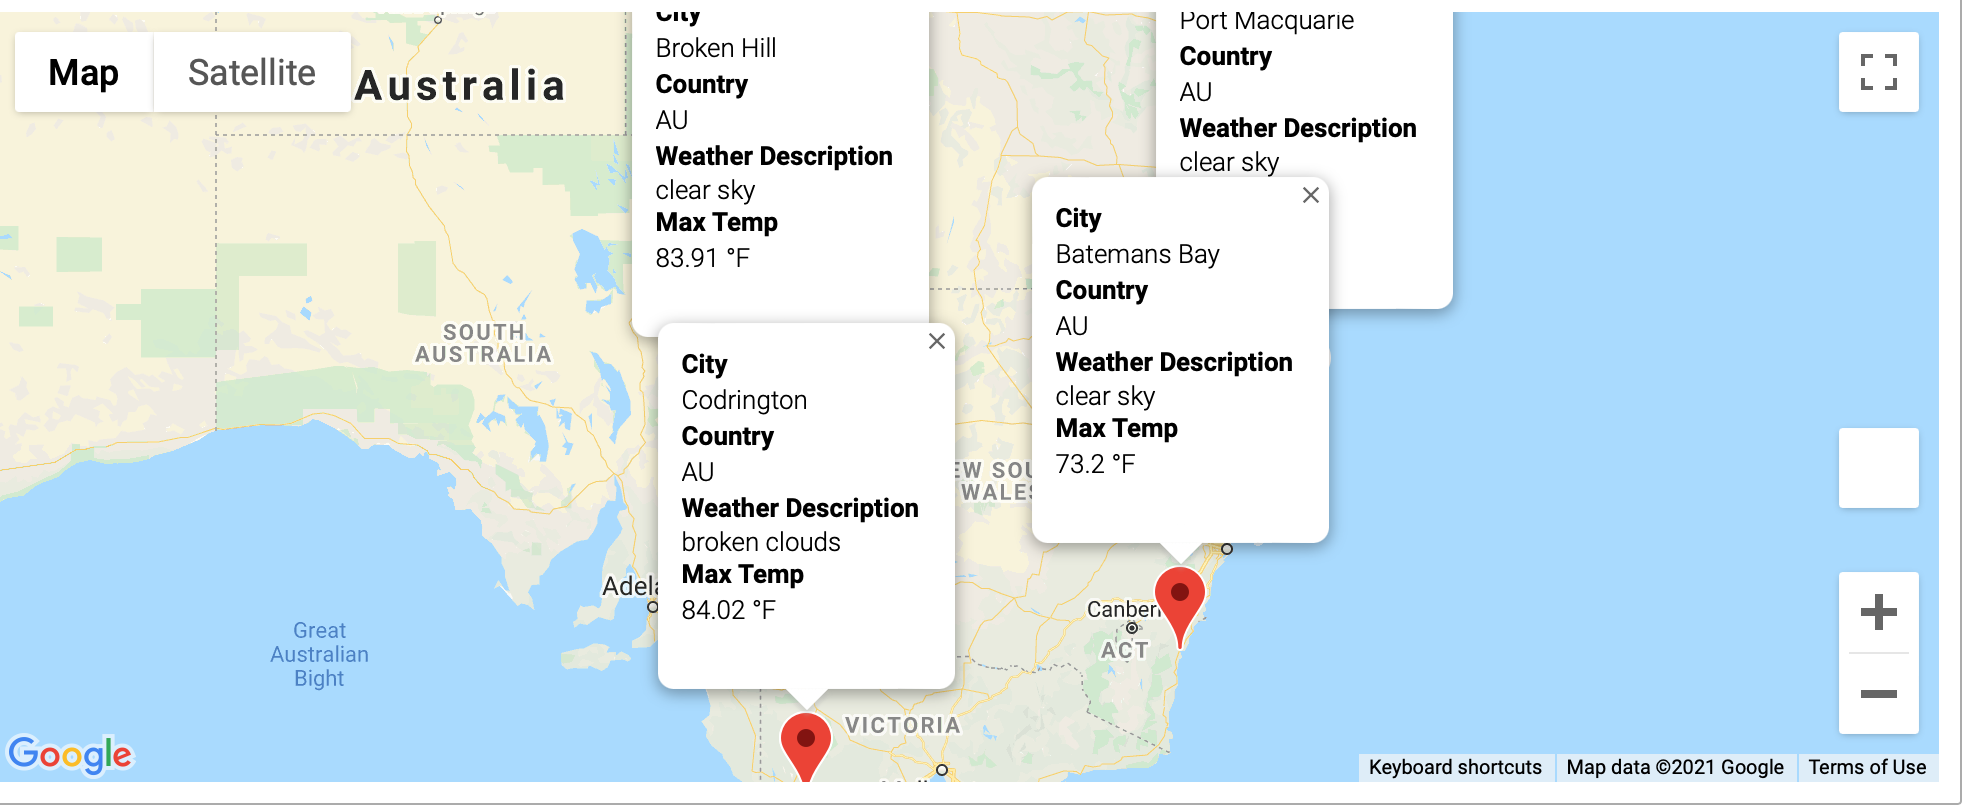 Map
Satellite
Australia
City
Broken Hill
Country
AU
Weather Description
clear sky
Max Temp
83.91 °F
Port Macquarie
Country
AU
Weather Description
clear sky
City
Batemans Bay
Country
AU
Weather Description
clear sky
Max Temp
73.2 °F
City
Codrington
Country
AU
Weather Description
broken clouds
Max Temp
84.02 °F
SOUTH
AUSTRALIA
EW SOU
WALES
Adela
Canberr
ACT
VICTORIA
Great
Australian
Bight
Google
Keyboard shortcuts
Map data ©2021 Google
Terms of Use